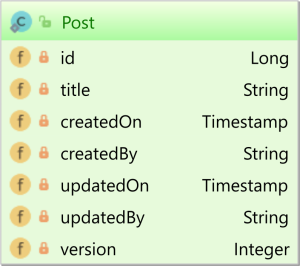 C Post
f id Long
f title String
f createdOn Timestamp
f createdBy String
f updatedOn Timestamp
f updatedBy String
f version Integer